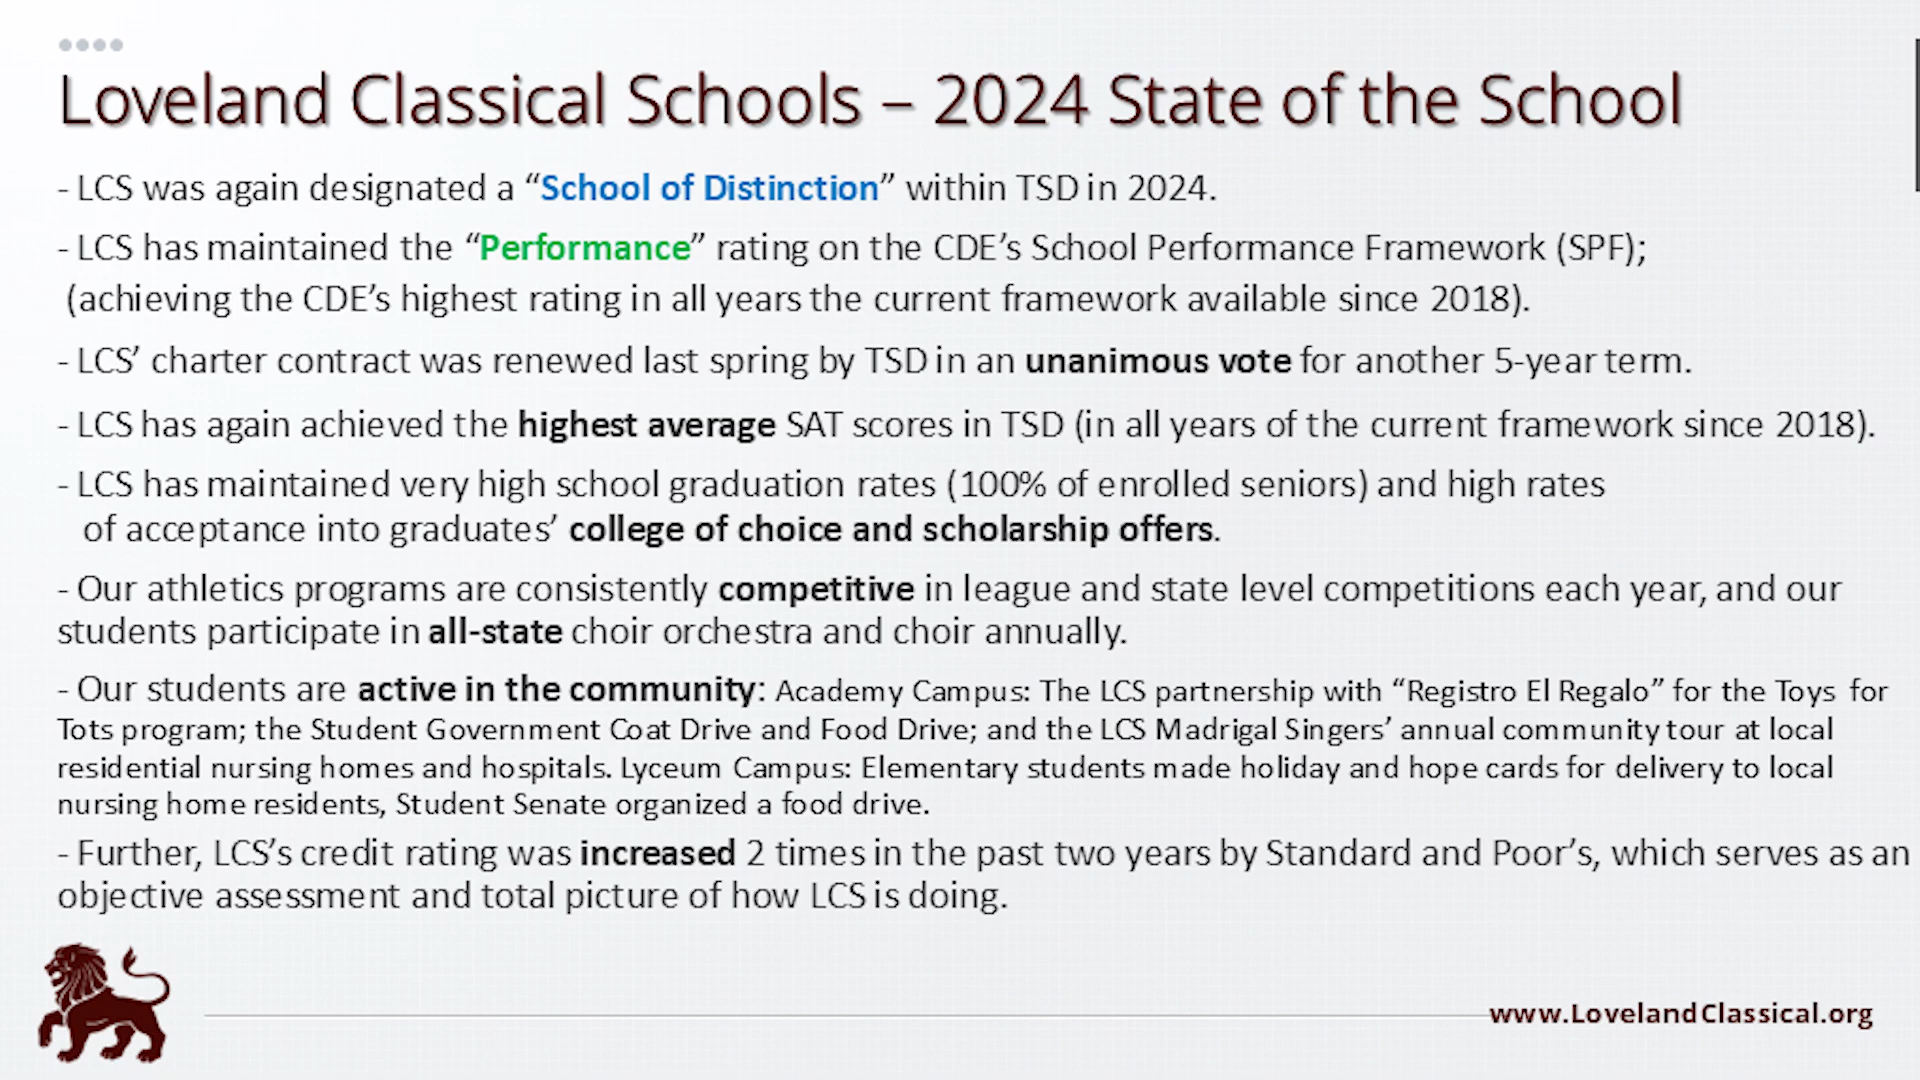 Loveland Classical Schools – 2024 State of the School
- LCS was again designated a “School of Distinction” within TSD in 2024.
- LCS has maintained the “Performance” rating on the CDE’s School Performance Framework (SPF);
(achieving the CDE’s highest rating in all years the current framework available since 2018).
- LCS’ charter contract was renewed last spring by TSD in an unanimous vote for another 5-year term.
- LCS has again achieved the highest average SAT scores in TSD (in all years of the current framework since 2018).
- LCS has maintained very high school graduation rates (100% of enrolled seniors) and high rates
of acceptance into graduates’ college of choice and scholarship offers.
- Our athletics programs are consistently competitive in league and state level competitions each year, and our
students participate in all-state choir orchestra and choir annually.
- Our students are active in the community: Academy Campus: The LCS partnership with “Registro El Regalo” for the Toys for
Tots program; the Student Government Coat Drive and Food Drive; and the LCS Madrigal Singers’ annual community tour at local
residential nursing homes and hospitals. Lyceum Campus: Elementary students made holiday and hope cards for delivery to local
nursing home residents, Student Senate organized a food drive.
- Further, LCS’s credit rating was increased 2 times in the past two years by Standard and Poor’s, which serves as an
objective assessment and total picture of how LCS is doing.
www.LovelandClassical.org